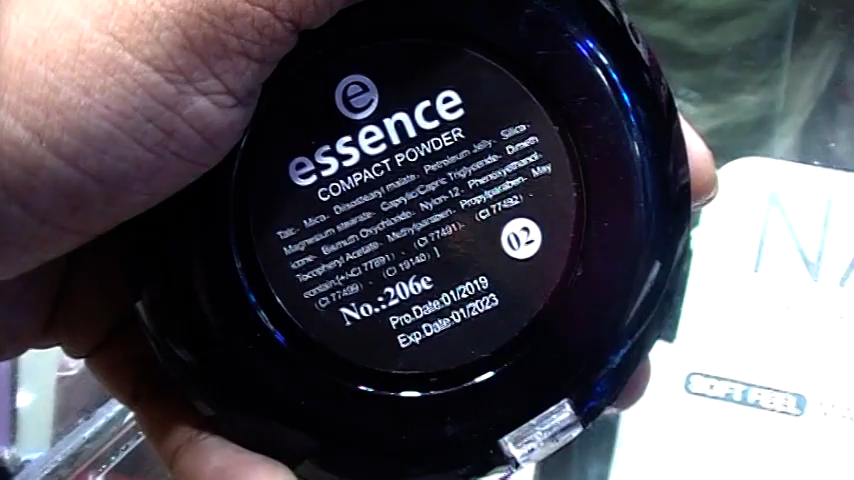 e
essence
COMPACT POWDER
Talc. Mica. Diisostearyl malate. Petroleum Jelly. Silica.
Magnesium stearate. Caprylic/Capric Triglyceride. Dimeth
icone. Bismuth Oxychloride. Nylon-12. Phenoxyethanol.
Tocopheryl Acetate. Methylparaben. Propylparaben. May
contain[+/-CI 77891) . (CI 77491) . (CI 77492) .
(CI 77499) . (CI 19140) ]
02
No.:206e
Pro.Date:01/2019
Exp.Date:01/2023
SOFT FEEL